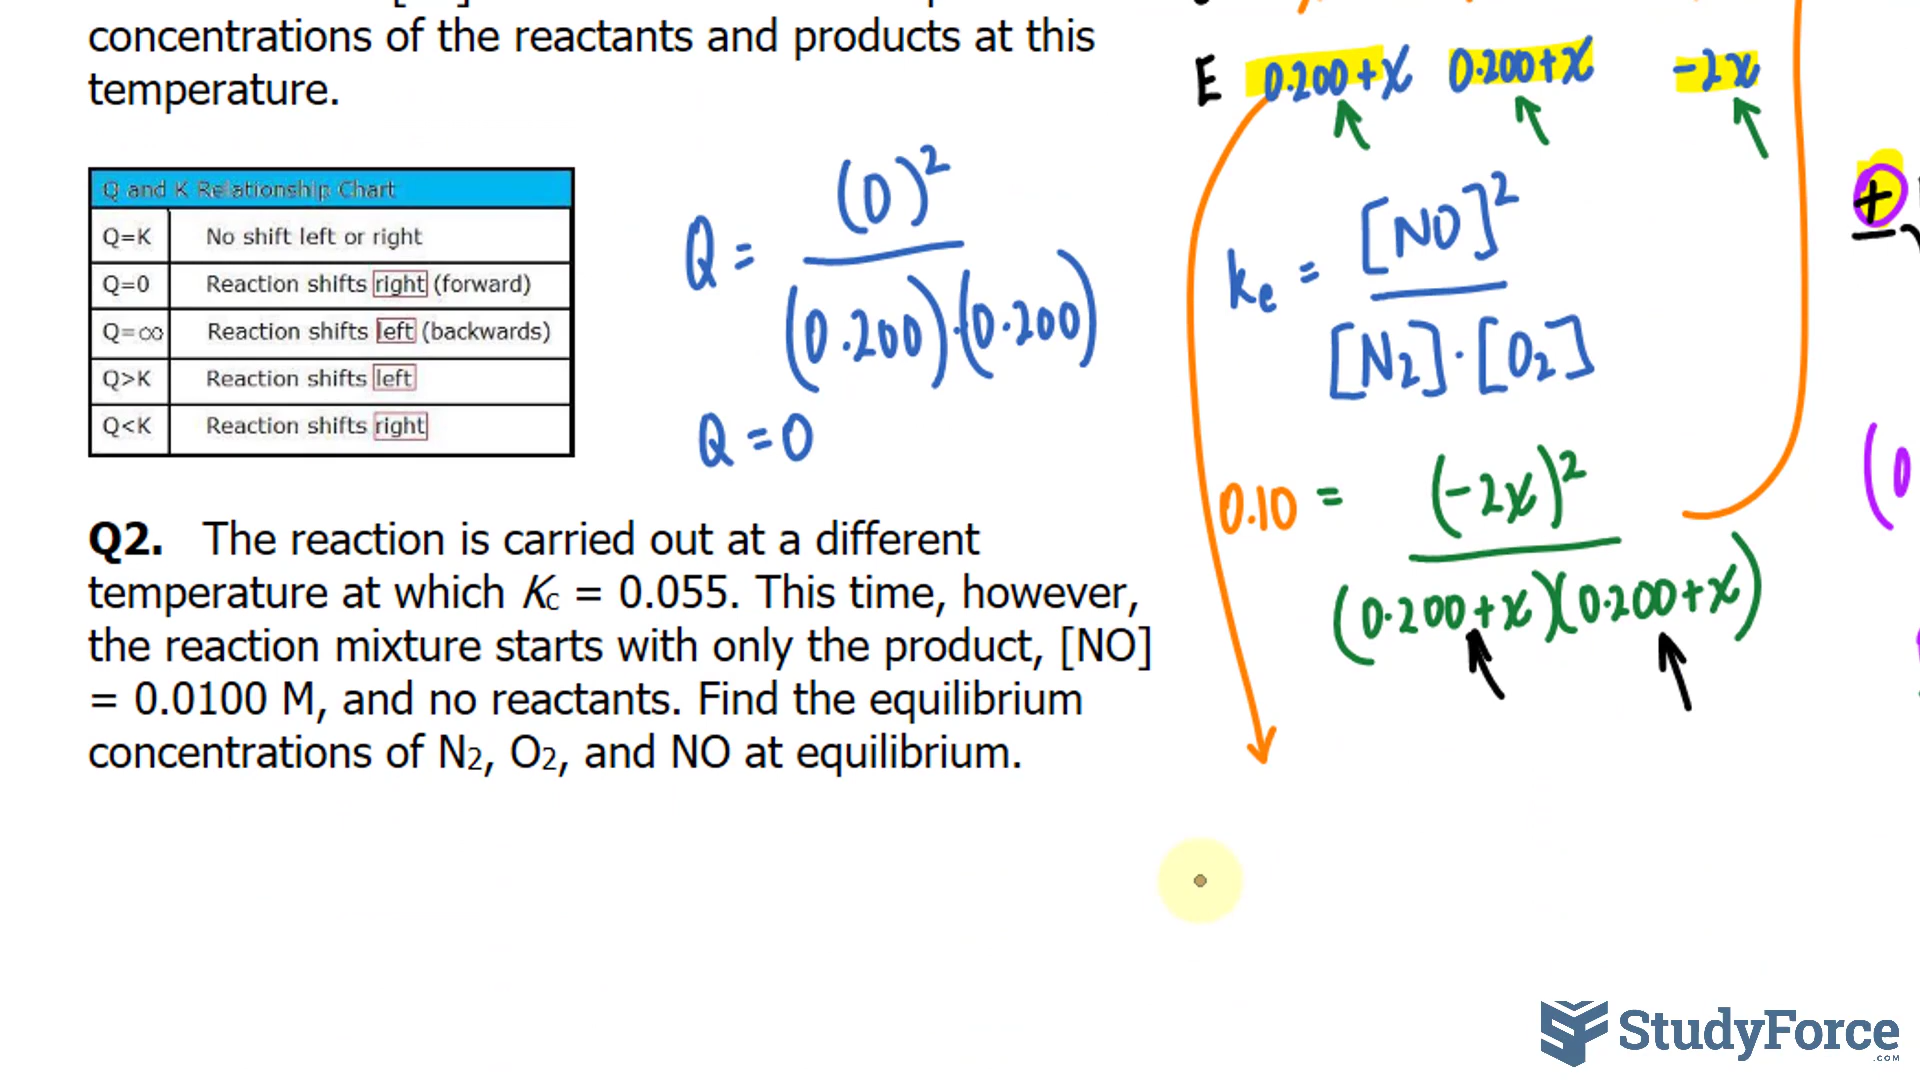 concentrations of the reactants and products at this
temperature.
Q and K Relationship Chart
Q=K No shift left or right
Q=0 Reaction shifts right (forward)
Q=∞ Reaction shifts left (backwards)
Q>K Reaction shifts left
Q<K Reaction shifts right
Q = (0)² / (0.200)·(0.200)
Q = 0
Q2. The reaction is carried out at a different
temperature at which Kc = 0.055. This time, however,
the reaction mixture starts with only the product, [NO]
= 0.0100 M, and no reactants. Find the equilibrium
concentrations of N2, O2, and NO at equilibrium.
E 0.200+x 0.200+x -2x
ke = [NO]² / [N2]·[O2]
0.10 = (-2x)² / (0.200+x)(0.200+x)
+
(0
StudyForce
.COM